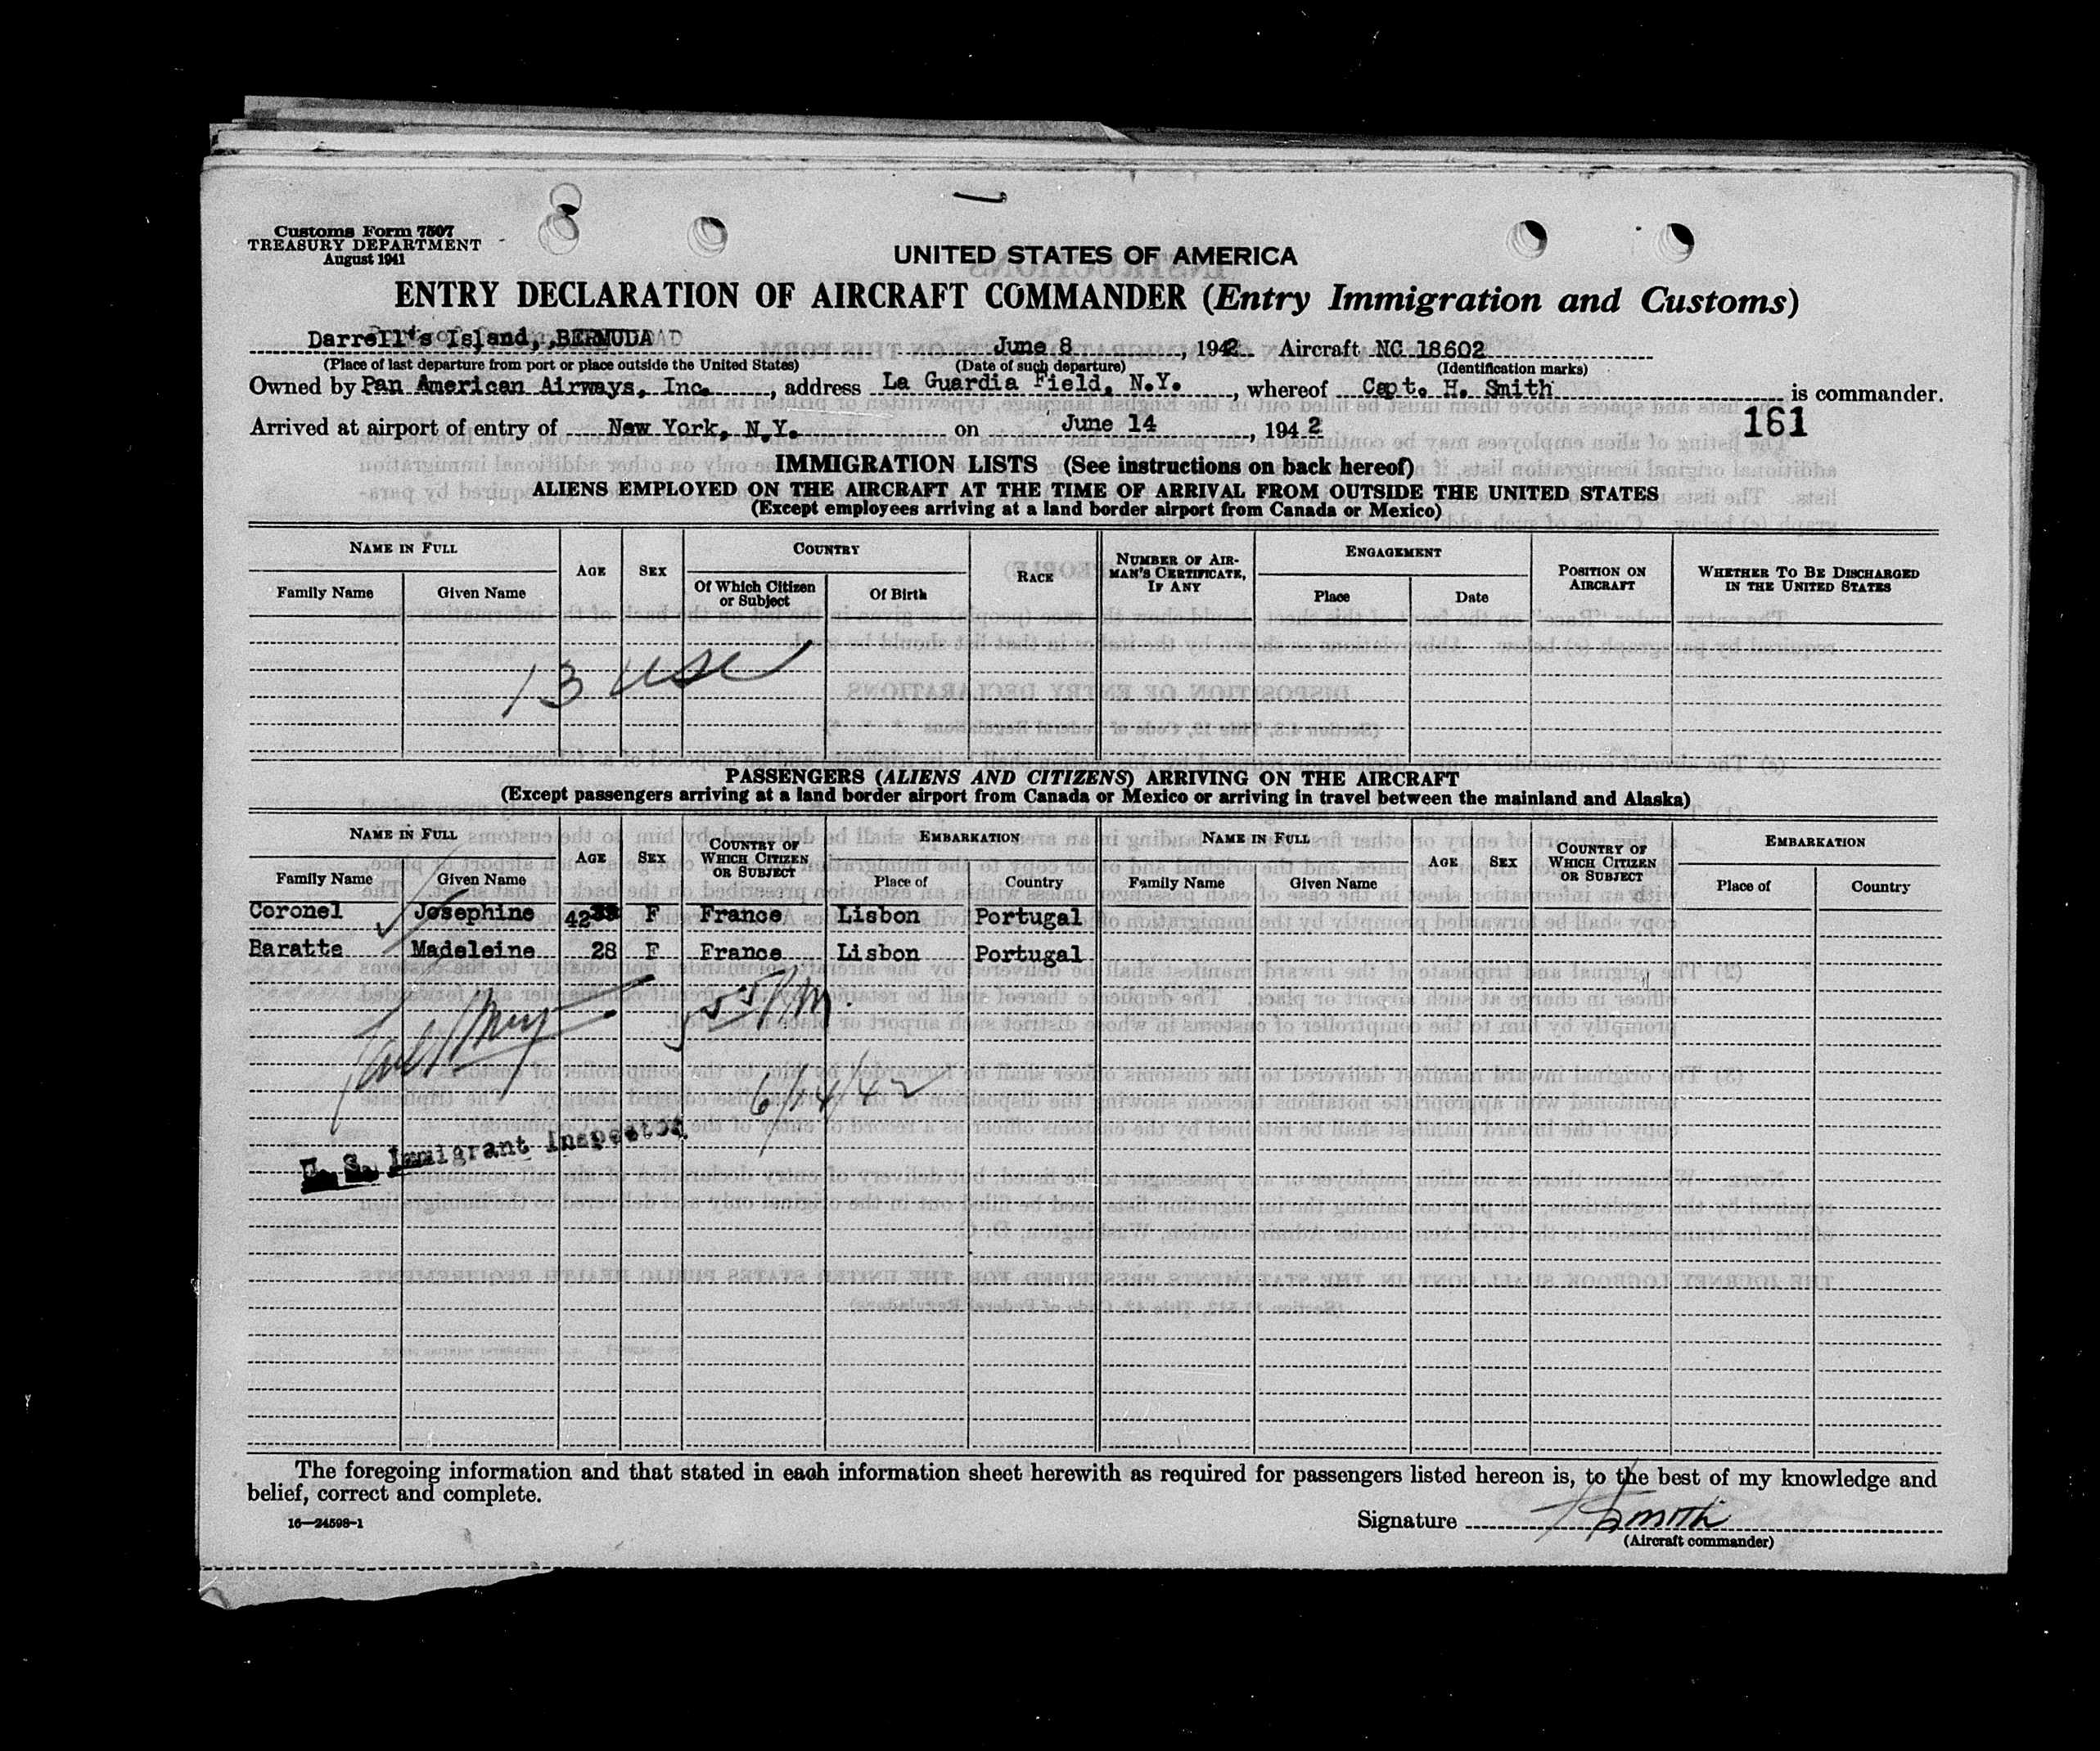 Customs Form 7507
TREASURY DEPARTMENT
August 1941
UNITED STATES OF AMERICA
ENTRY DECLARATION OF AIRCRAFT COMMANDER (Entry Immigration and Customs)
Darrell's Island, BERMUDA June 8, 1942 Aircraft NC 18602
(Place of last departure from port or place outside the United States) (Date of such departure) (Identification marks)
Owned by Pan American Airways, Inc., address La Guardia Field, N.Y., whereof Capt. H. Smith is commander.
161
Arrived at airport of entry of New York, N.Y. on June 14, 1942
IMMIGRATION LISTS (See instructions on back hereof)
ALIENS EMPLOYED ON THE AIRCRAFT AT THE TIME OF ARRIVAL FROM OUTSIDE THE UNITED STATES
(Except employees arriving at a land border airport from Canada or Mexico)
NAME IN FULL AGE SEX COUNTRY RACE NUMBER OF AIRMAN'S CERTIFICATE, IF ANY ENGAGEMENT POSITION ON AIRCRAFT WHETHER TO BE DISCHARGED IN THE UNITED STATES
Family Name Given Name Of Which Citizen or Subject Of Birth Place Date
13 USC
PASSENGERS (ALIENS AND CITIZENS) ARRIVING ON THE AIRCRAFT
(Except passengers arriving at a land border airport from Canada or Mexico or arriving in travel between the mainland and Alaska)
NAME IN FULL AGE SEX COUNTRY OF WHICH CITIZEN OR SUBJECT EMBARKATION NAME IN FULL AGE SEX COUNTRY OF WHICH CITIZEN OR SUBJECT EMBARKATION
Family Name Given Name Place of Country Family Name Given Name Place of Country
Coronel Josephine 42 F France Lisbon Portugal
Baratte Madeleine 28 F France Lisbon Portugal
6/14/42
U. S. Immigrant Inspector
The foregoing information and that stated in each information sheet herewith as required for passengers listed hereon is, to the best of my knowledge and
belief, correct and complete.
16—24598-1
Signature H Smith
(Aircraft commander)